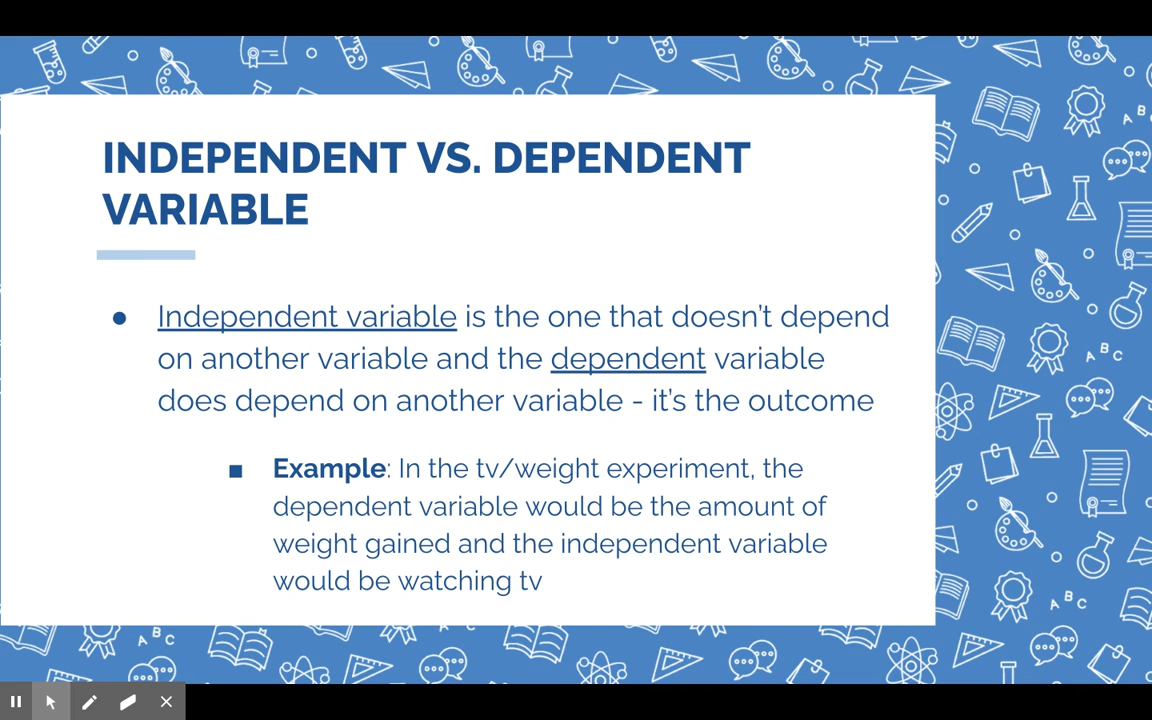 INDEPENDENT VS. DEPENDENT
VARIABLE
● Independent variable is the one that doesn't depend
on another variable and the dependent variable
does depend on another variable - it's the outcome
■ Example: In the tv/weight experiment, the
dependent variable would be the amount of
weight gained and the independent variable
would be watching tv
A B C
A B
A B C
A B C
A B C